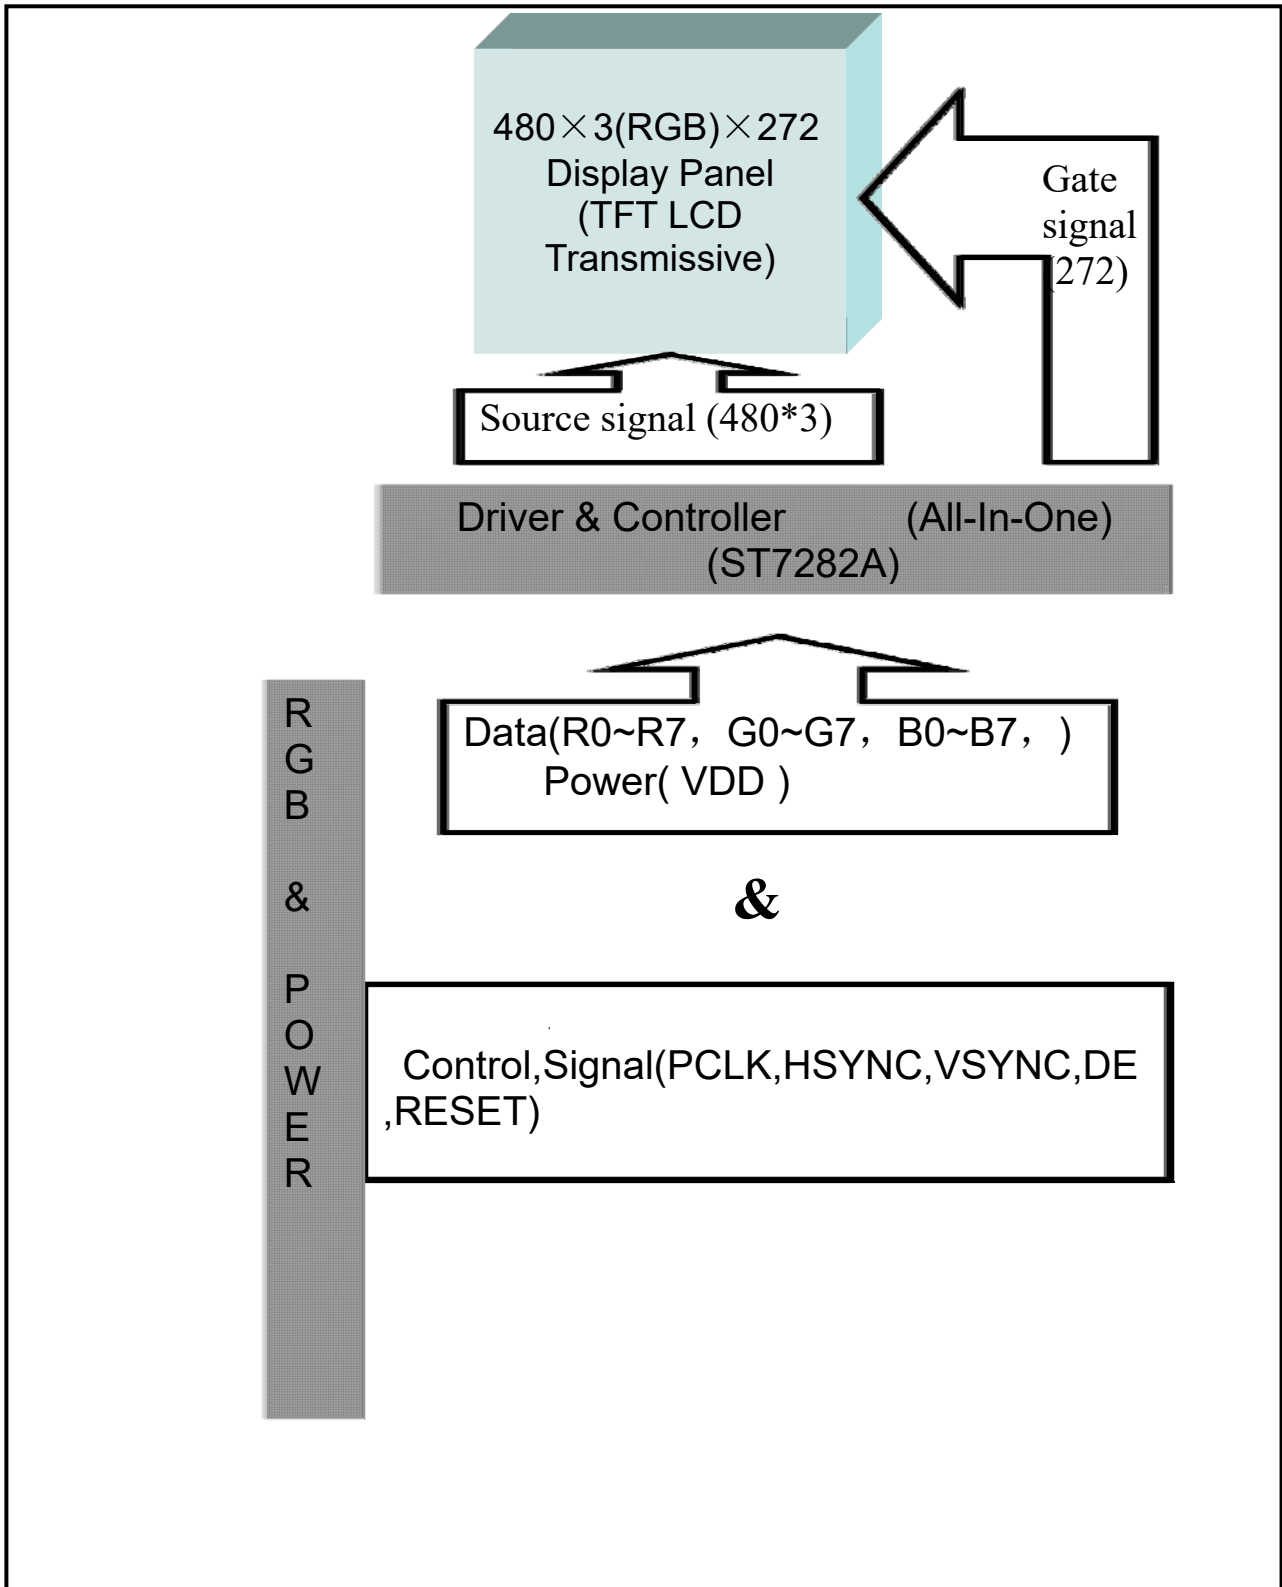 480×3(RGB)×272
Display Panel
(TFT LCD
Transmissive)
Gate
signal
(272)
Source signal (480*3)
Driver & Controller (All-In-One)
(ST7282A)
R
G
B
&
P
O
W
E
R
Data(R0~R7，G0~G7，B0~B7，)
Power( VDD )
&
Control,Signal(PCLK,HSYNC,VSYNC,DE
,RESET)